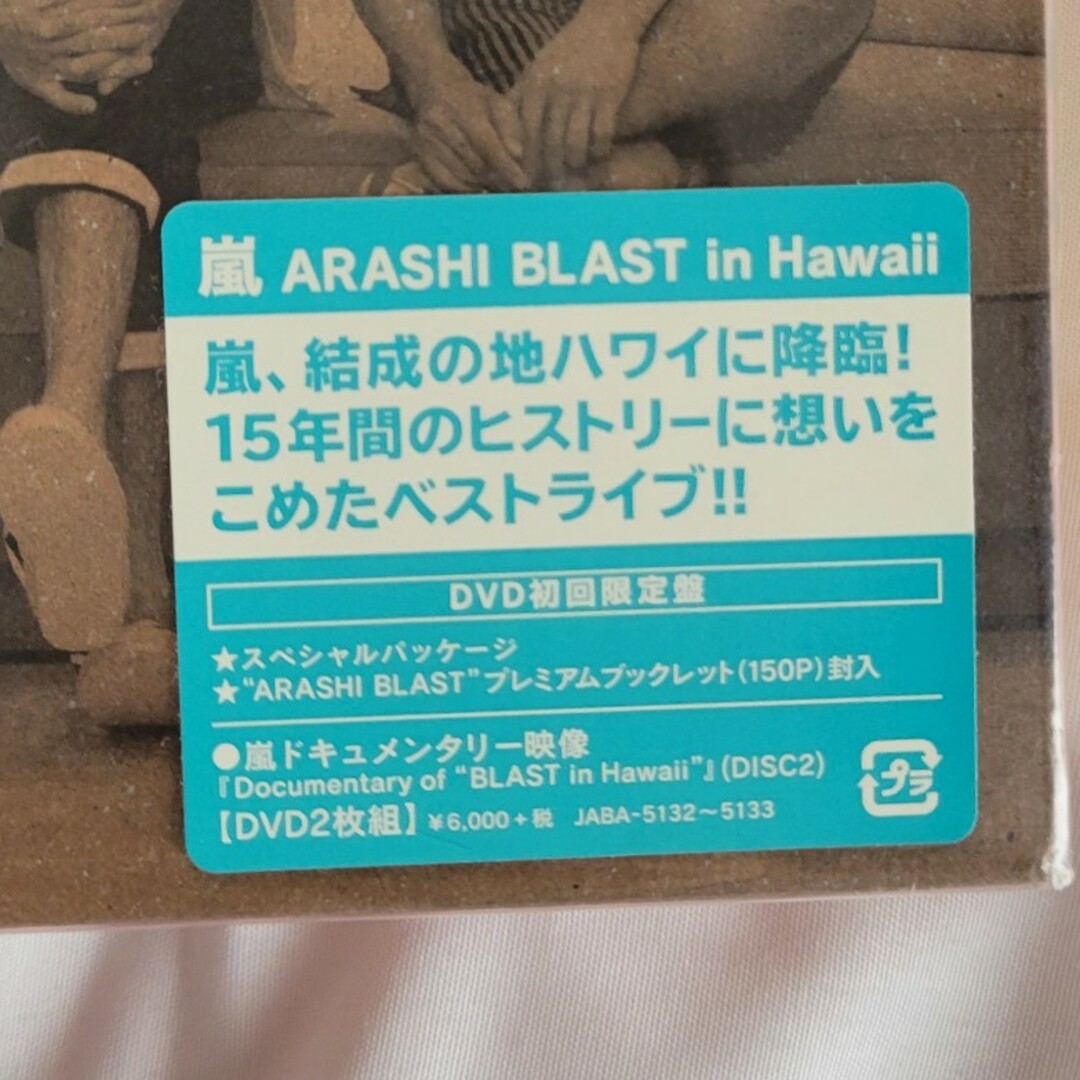 嵐 ARASHI BLAST in Hawaii
嵐、結成の地ハワイに降臨!
15年間のヒストリーに想いを
こめたベストライブ!!
DVD初回限定盤
★スペシャルパッケージ
★“ARASHI BLAST”プレミアムブックレット(150P)封入
●嵐ドキュメンタリー映像
『Documentary of “BLAST in Hawaii”』(DISC2)
【DVD2枚組】 ¥6,000+税 JABA-5132~5133
プラ